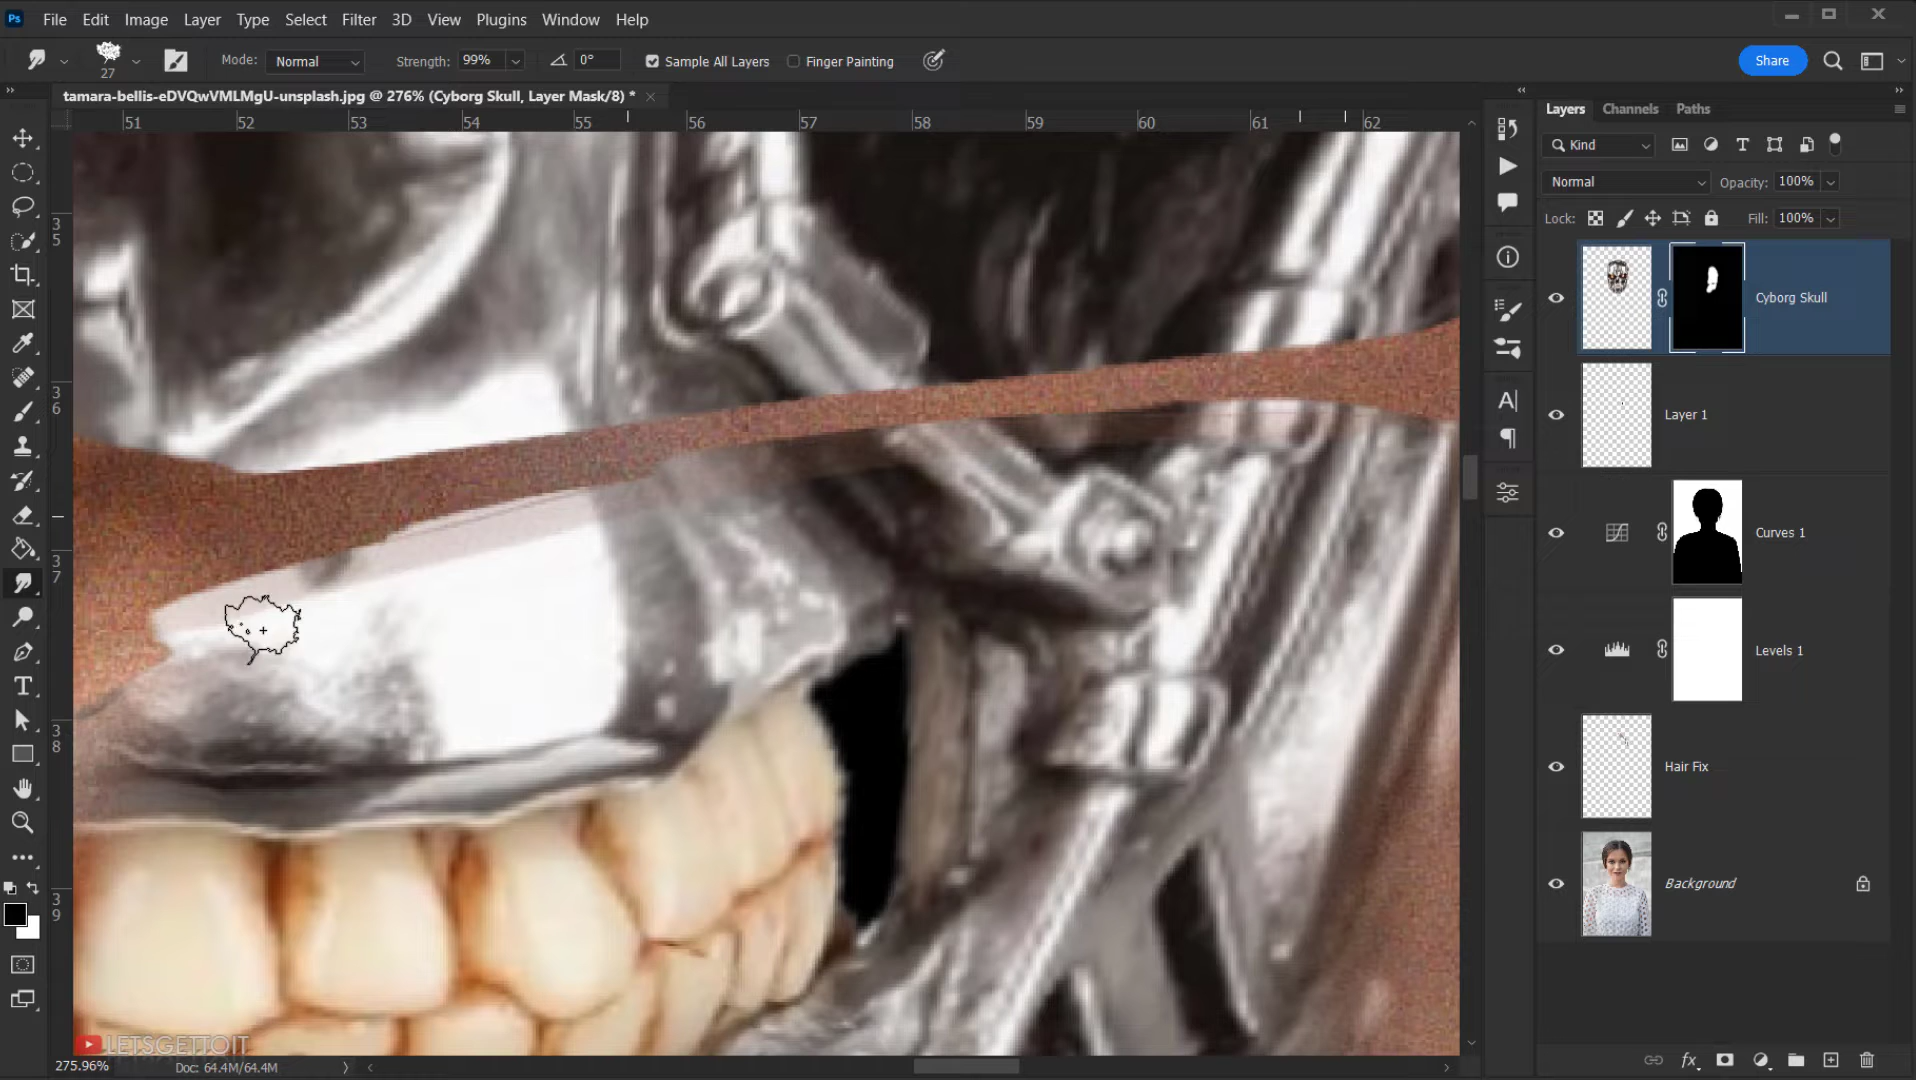 Ps File Edit Image Layer Type Select Filter 3D View Plugins Window Help
27 Mode: Normal Strength: 99% 0° Sample All Layers Finger Painting Share
tamara-bellis-eDVQwVMLMgU-unsplash.jpg @ 276% (Cyborg Skull, Layer Mask/8) *
51 52 53 54 55 56 57 58 59 60 61 62
35
36
37
38
39
Layers Channels Paths
Kind
Normal Opacity: 100%
Lock: Fill: 100%
Cyborg Skull
Layer 1
Curves 1
Levels 1
Hair Fix
Background
LETSGETTOIT
275.96% Doc: 64.4M/64.4M
fx